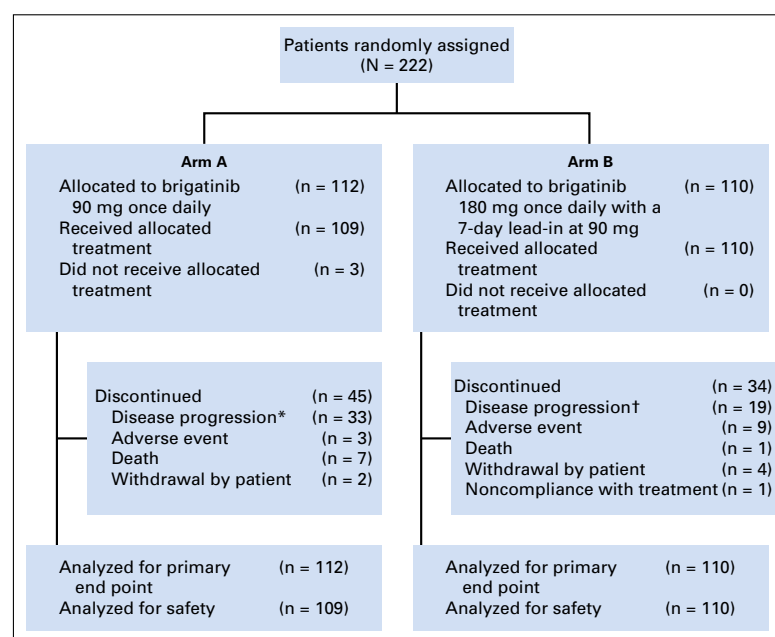 Patients randomly assigned
(N = 222)
Arm A
Allocated to brigatinib (n = 112)
90 mg once daily
Received allocated (n = 109)
treatment
Did not receive allocated (n = 3)
treatment
Arm B
Allocated to brigatinib (n = 110)
180 mg once daily with a
7-day lead-in at 90 mg
Received allocated (n = 110)
treatment
Did not receive allocated (n = 0)
treatment
Discontinued (n = 45)
Disease progression* (n = 33)
Adverse event (n = 3)
Death (n = 7)
Withdrawal by patient (n = 2)
Discontinued (n = 34)
Disease progression† (n = 19)
Adverse event (n = 9)
Death (n = 1)
Withdrawal by patient (n = 4)
Noncompliance with treatment (n = 1)
Analyzed for primary (n = 112)
end point
Analyzed for safety (n = 109)
Analyzed for primary (n = 110)
end point
Analyzed for safety (n = 110)